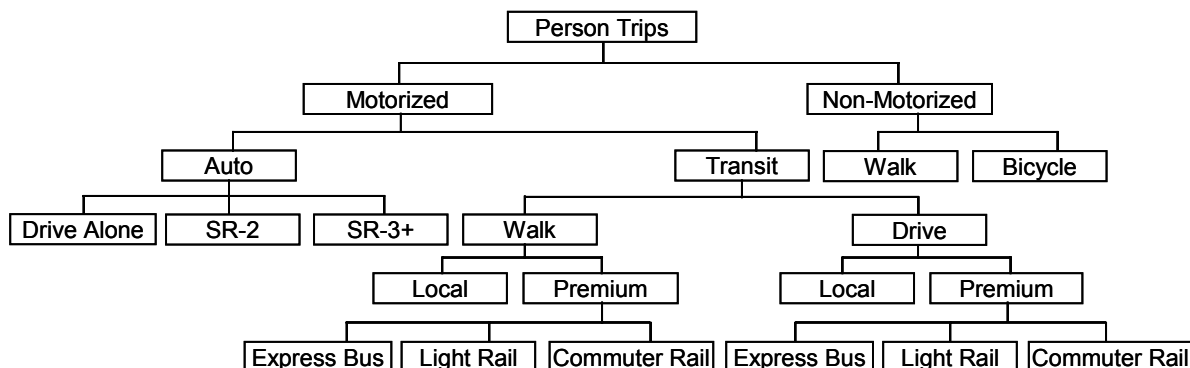 Person Trips
Motorized
Non-Motorized
Auto
Transit
Walk
Bicycle
Drive Alone
SR-2
SR-3+
Walk
Drive
Local
Premium
Local
Premium
Express Bus
Light Rail
Commuter Rail
Express Bus
Light Rail
Commuter Rail